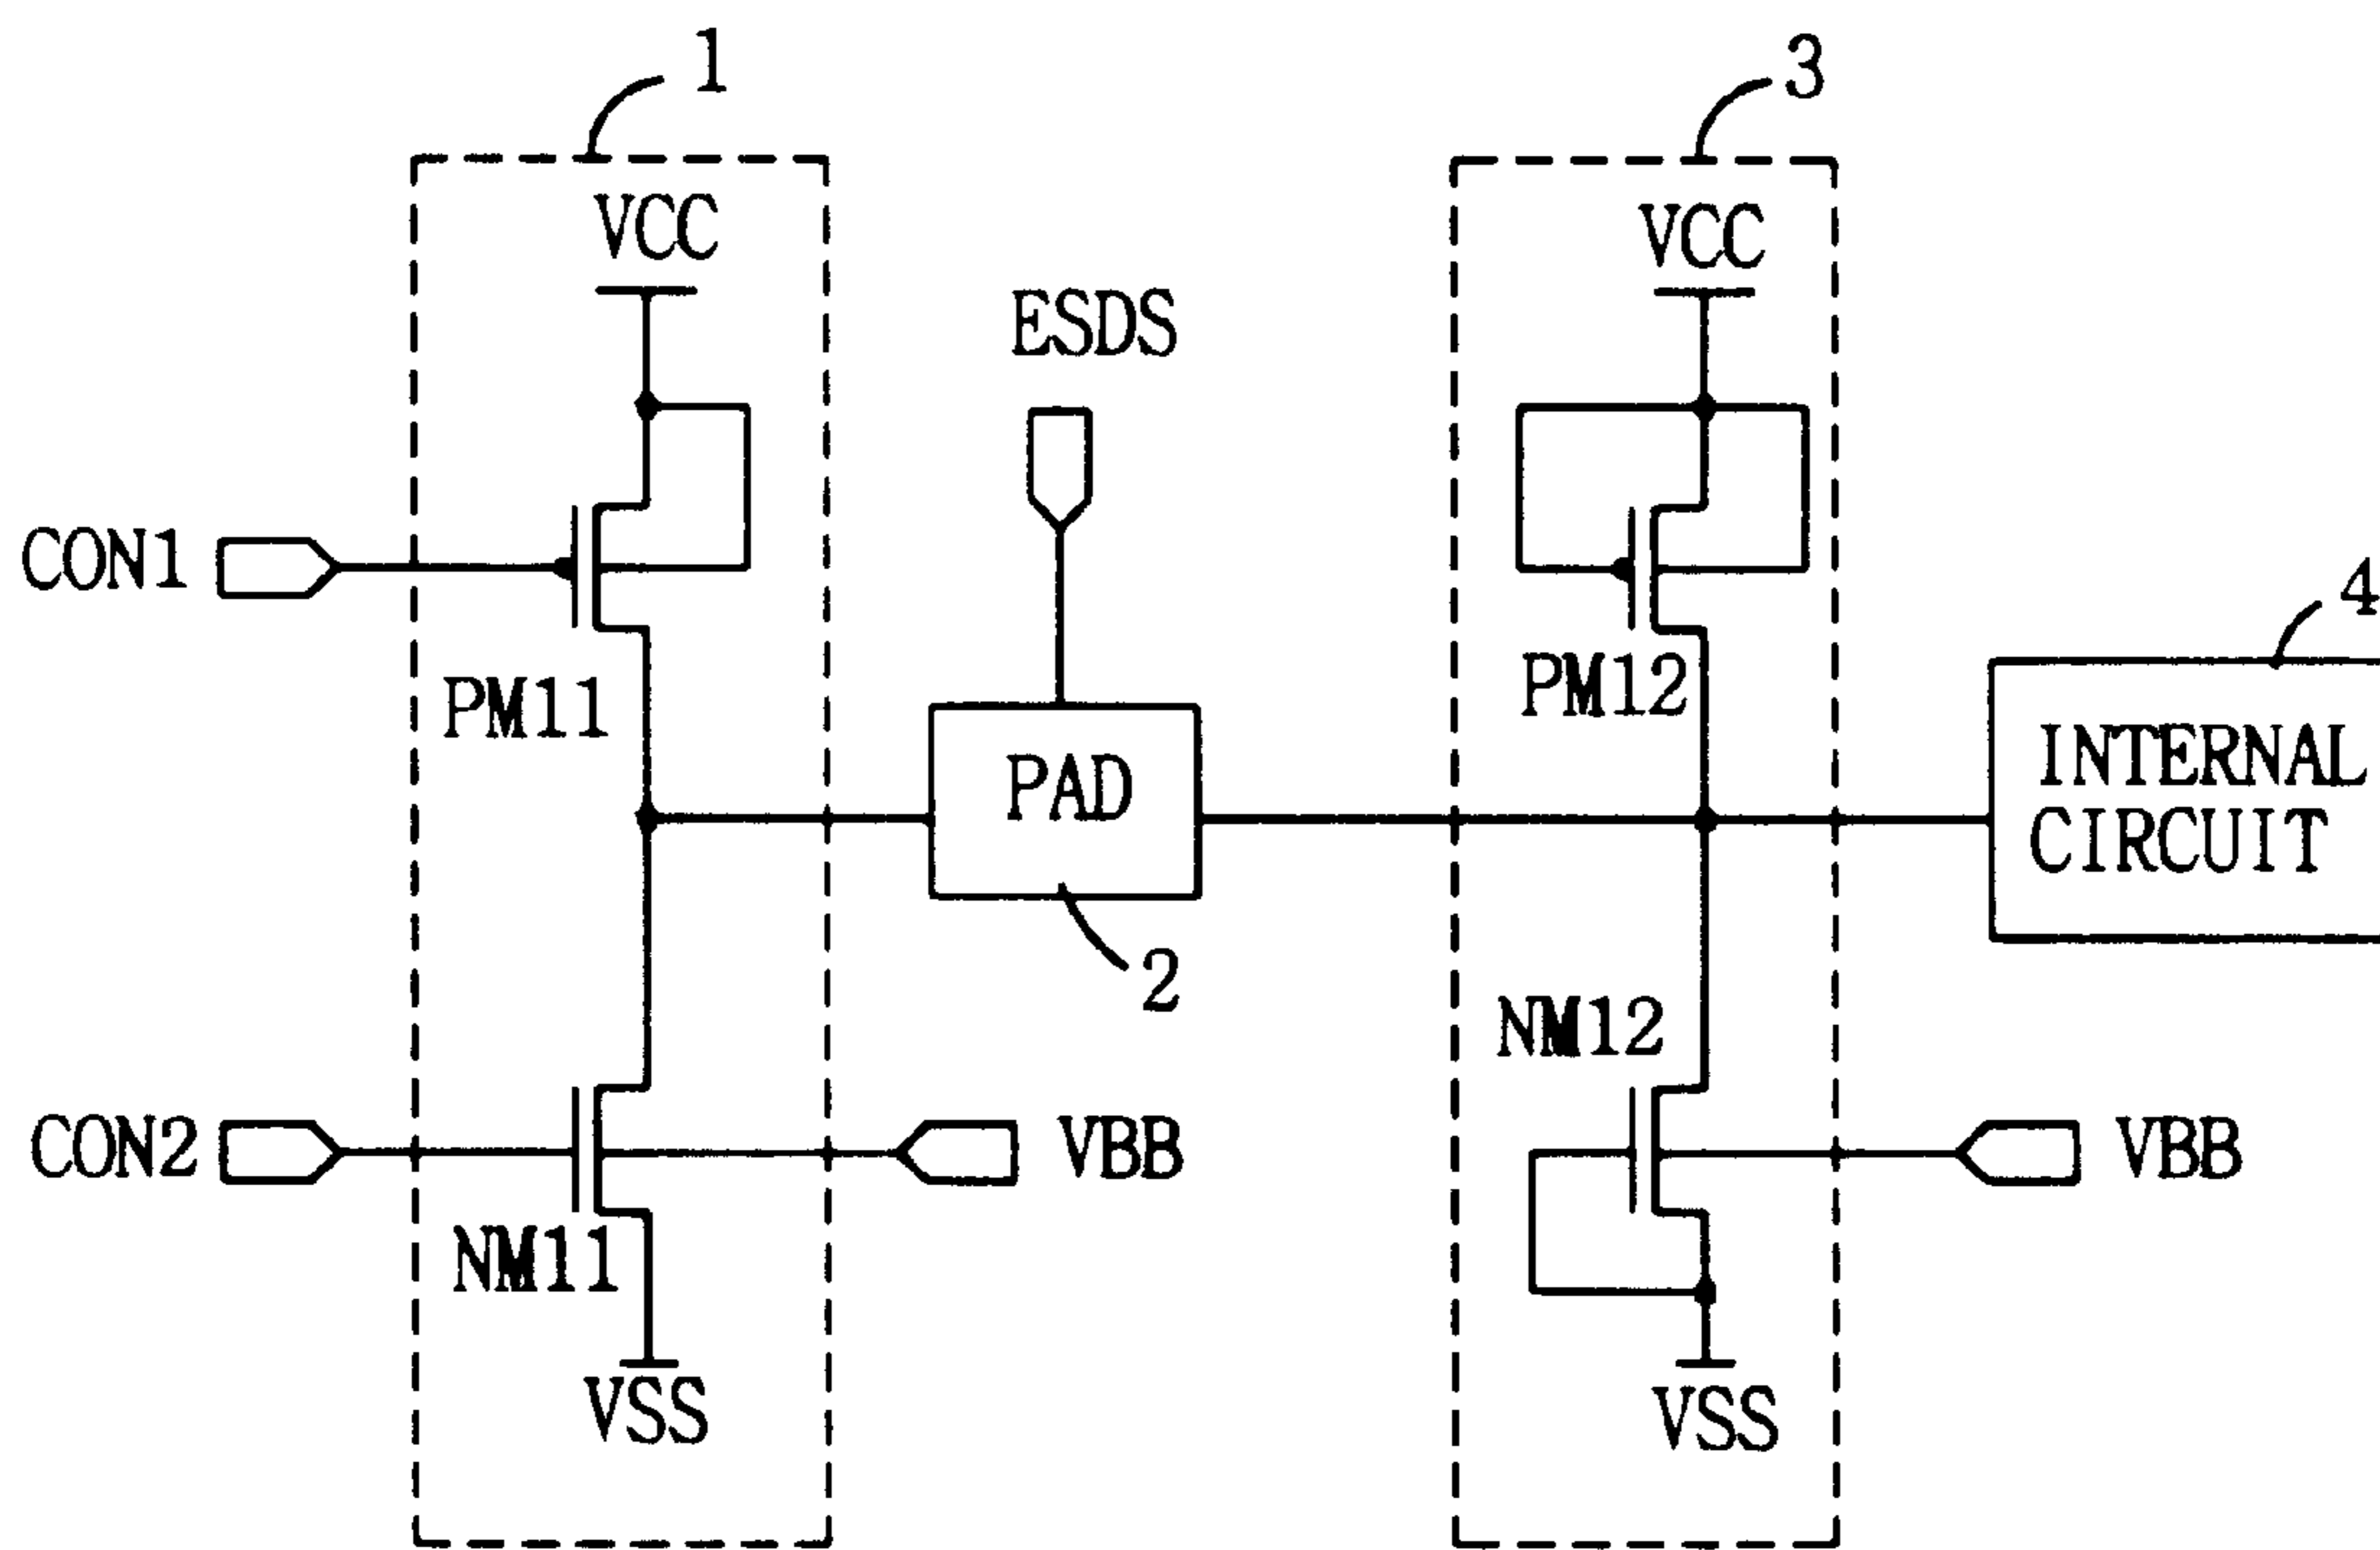 1
3
VCC
VCC
ESDS
CON1
4
PM11
PM12
PAD
INTERNAL
CIRCUIT
2
NM12
CON2
VBB
VBB
NM11
VSS
VSS